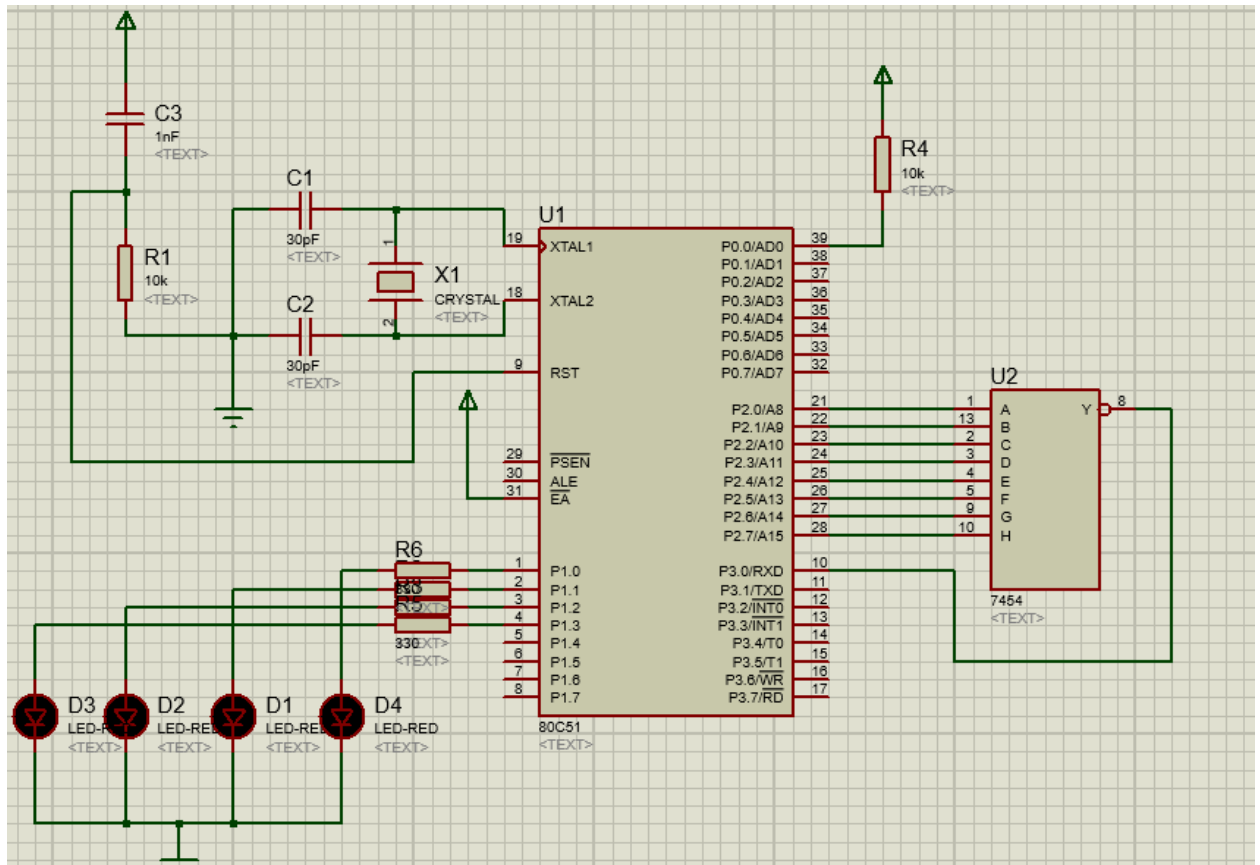 C3
1nF
<TEXT>
R1
10k
<TEXT>
C1
30pF
<TEXT>
C2
30pF
<TEXT>
1
X1
CRYSTAL
<TEXT>
2
R4
10k
<TEXT>
U1
19 XTAL1
18 XTAL2
9 RST
29 PSEN
30 ALE
31 EA
1 P1.0
2 P1.1
3 P1.2
4 P1.3
5 P1.4
6 P1.5
7 P1.6
8 P1.7
P0.0/AD0 39
P0.1/AD1 38
P0.2/AD2 37
P0.3/AD3 36
P0.4/AD4 35
P0.5/AD5 34
P0.6/AD6 33
P0.7/AD7 32
P2.0/A8 21
P2.1/A9 22
P2.2/A10 23
P2.3/A11 24
P2.4/A12 25
P2.5/A13 26
P2.6/A14 27
P2.7/A15 28
P3.0/RXD 10
P3.1/TXD 11
P3.2/INT0 12
P3.3/INT1 13
P3.4/T0 14
P3.5/T1 15
P3.6/WR 16
P3.7/RD 17
80C51
<TEXT>
U2
1 A Y 8
13 B
2 C
3 D
4 E
5 F
9 G
10 H
7454
<TEXT>
R6
R5
<TEXT>
330
<TEXT>
<TEXT>
D3
<TEXT>
D2
<TEXT>
D1
<TEXT>
D4
LED-RED
<TEXT>